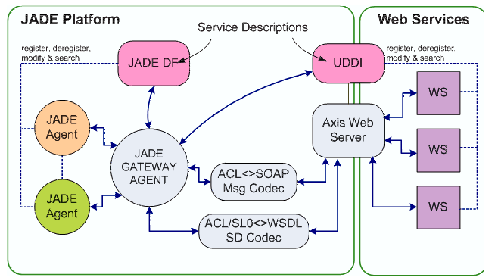 JADE Platform
Web Services
Service Descriptions
register, deregister,
modify & search
JADE DF
UDDI
register, deregister,
modify & search
WS
JADE
Agent
Axis Web
Server
WS
JADE
GATEWAY
AGENT
ACL<>SOAP
Msg Codec
JADE
Agent
WS
ACL/SL0<>WSDL
SD Codec